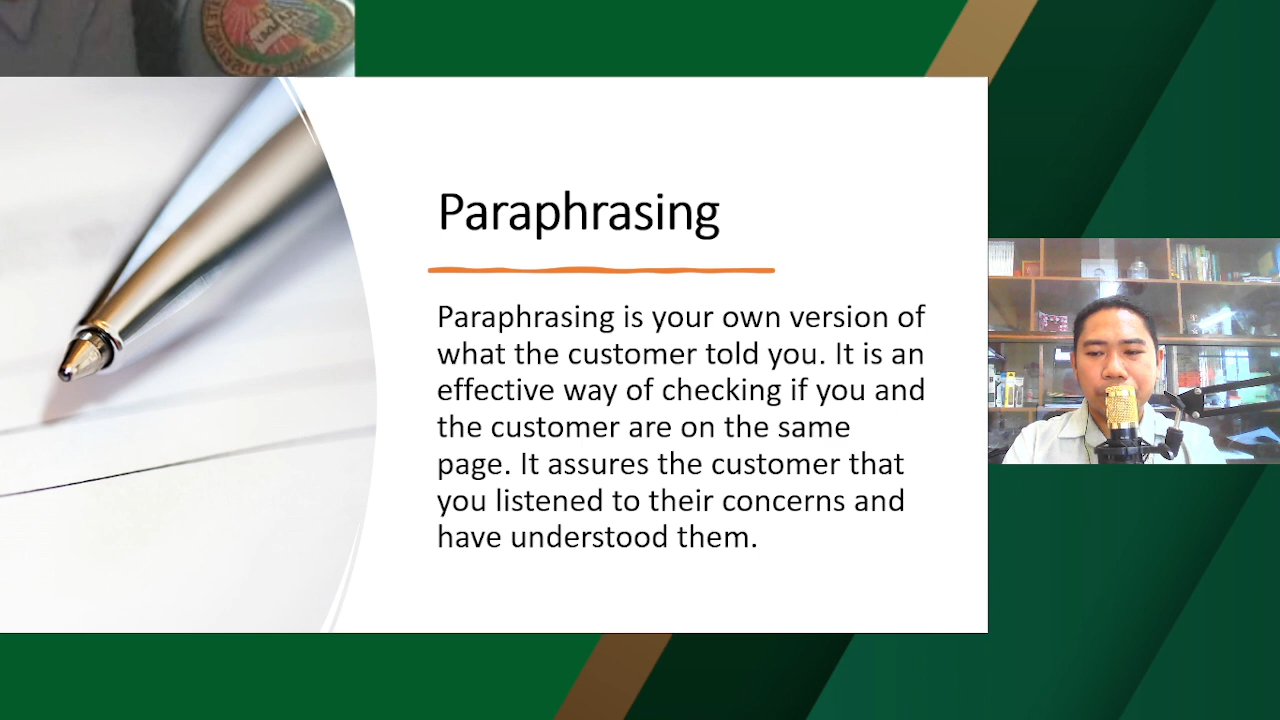 Paraphrasing
Paraphrasing is your own version of
what the customer told you. It is an
effective way of checking if you and
the customer are on the same
page. It assures the customer that
you listened to their concerns and
have understood them.